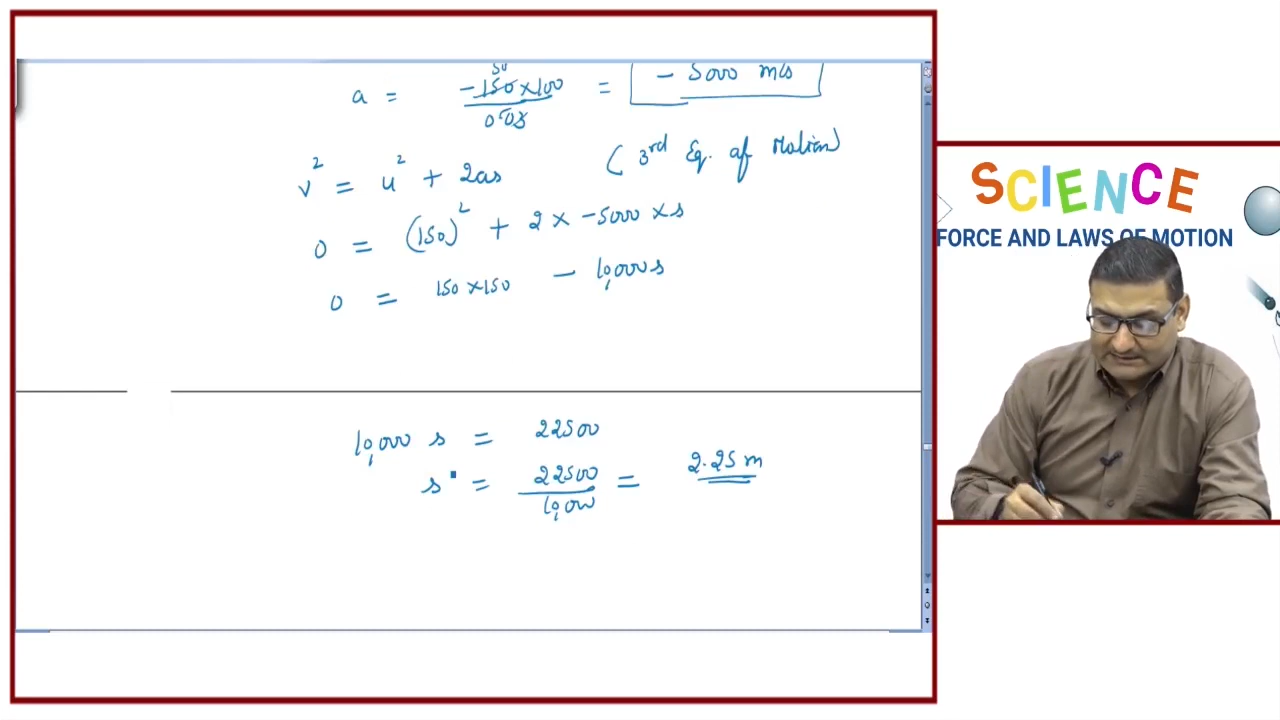 50
a = -150×100 = - 5000 m/s
0.03
v² = u² + 2as (3rd Eq. of Motion)
0 = (150)² + 2 × -5000 × s
0 = 150×150 - 10,000 s
10,000 s = 22500
s = 22500 = 2.25 m
10,000
SCIENCE
FORCE AND LAWS OF MOTION